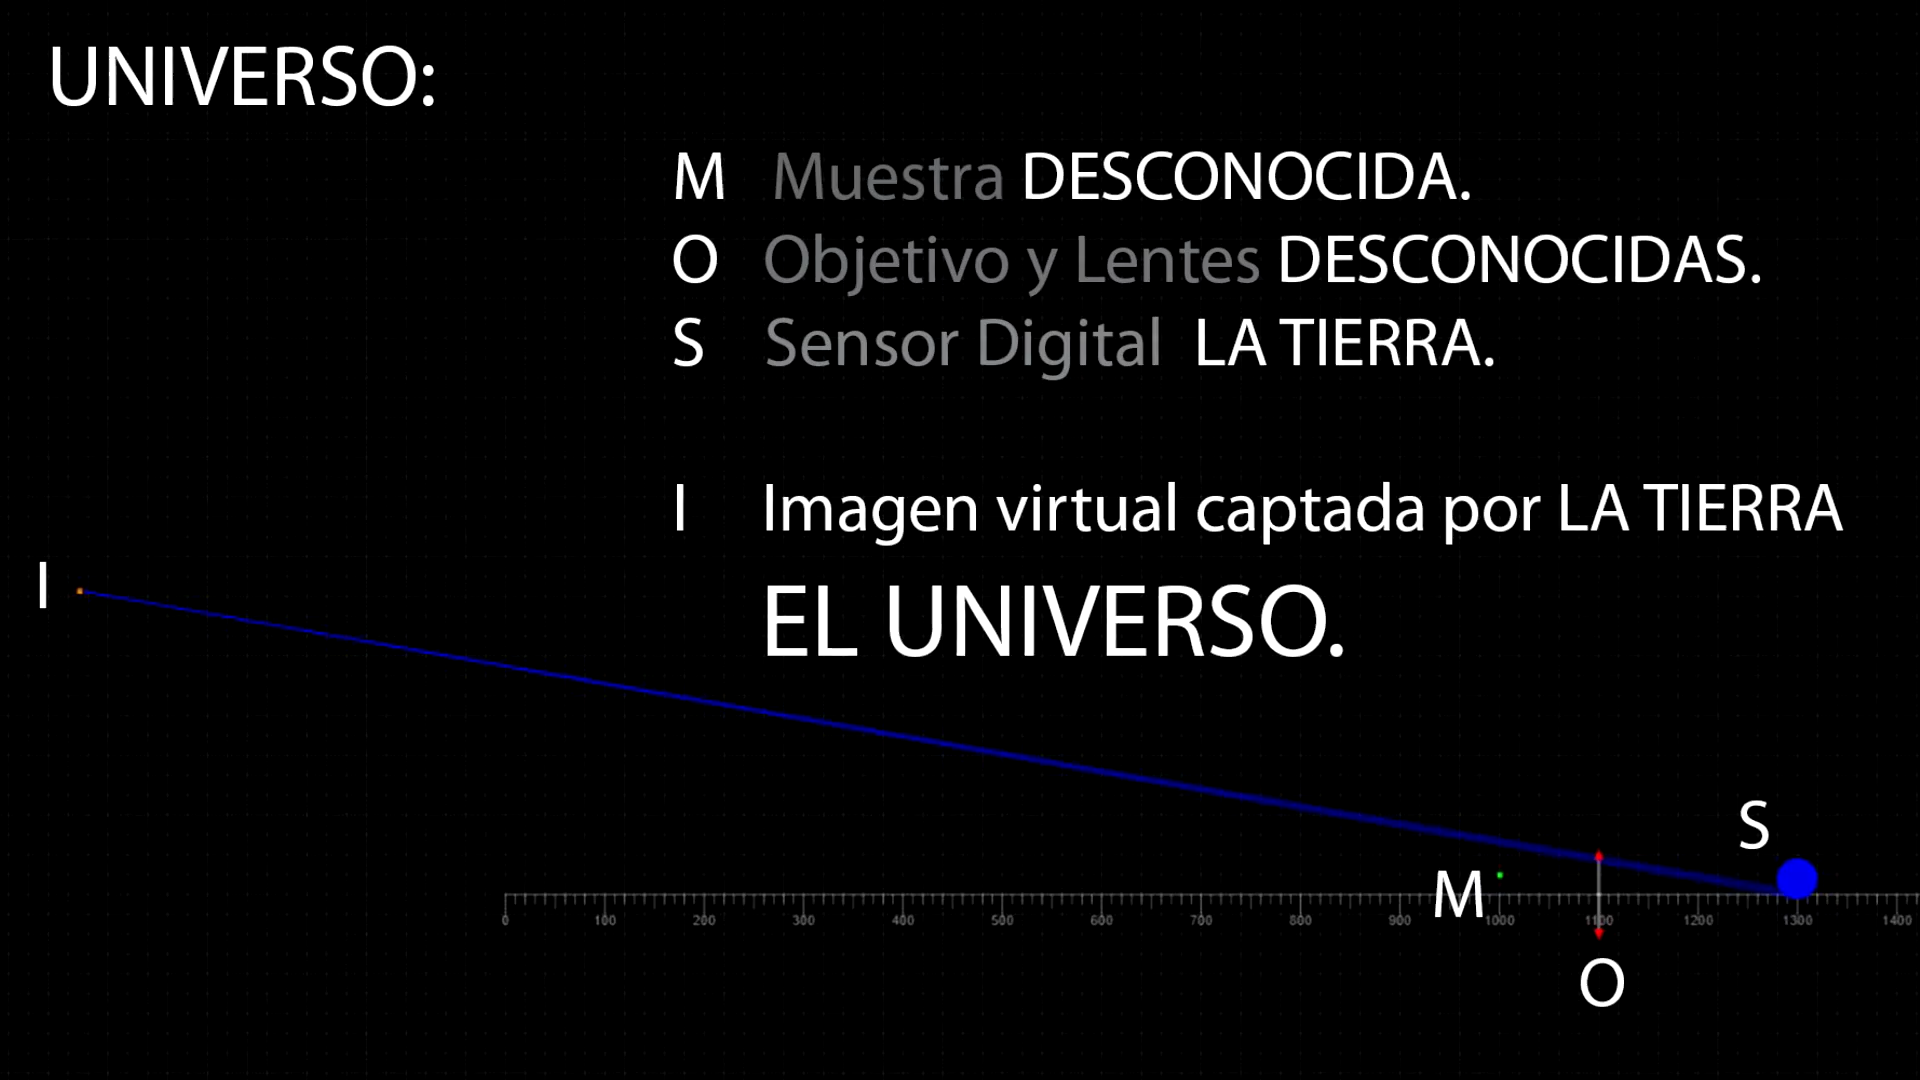 UNIVERSO:
M Muestra DESCONOCIDA.
O Objetivo y Lentes DESCONOCIDAS.
S Sensor Digital LA TIERRA.
I Imagen virtual captada por LA TIERRA
EL UNIVERSO.
I
S
M
0 100 200 300 400 500 600 700 800 900 1000 1100 1200 1300 1400
O